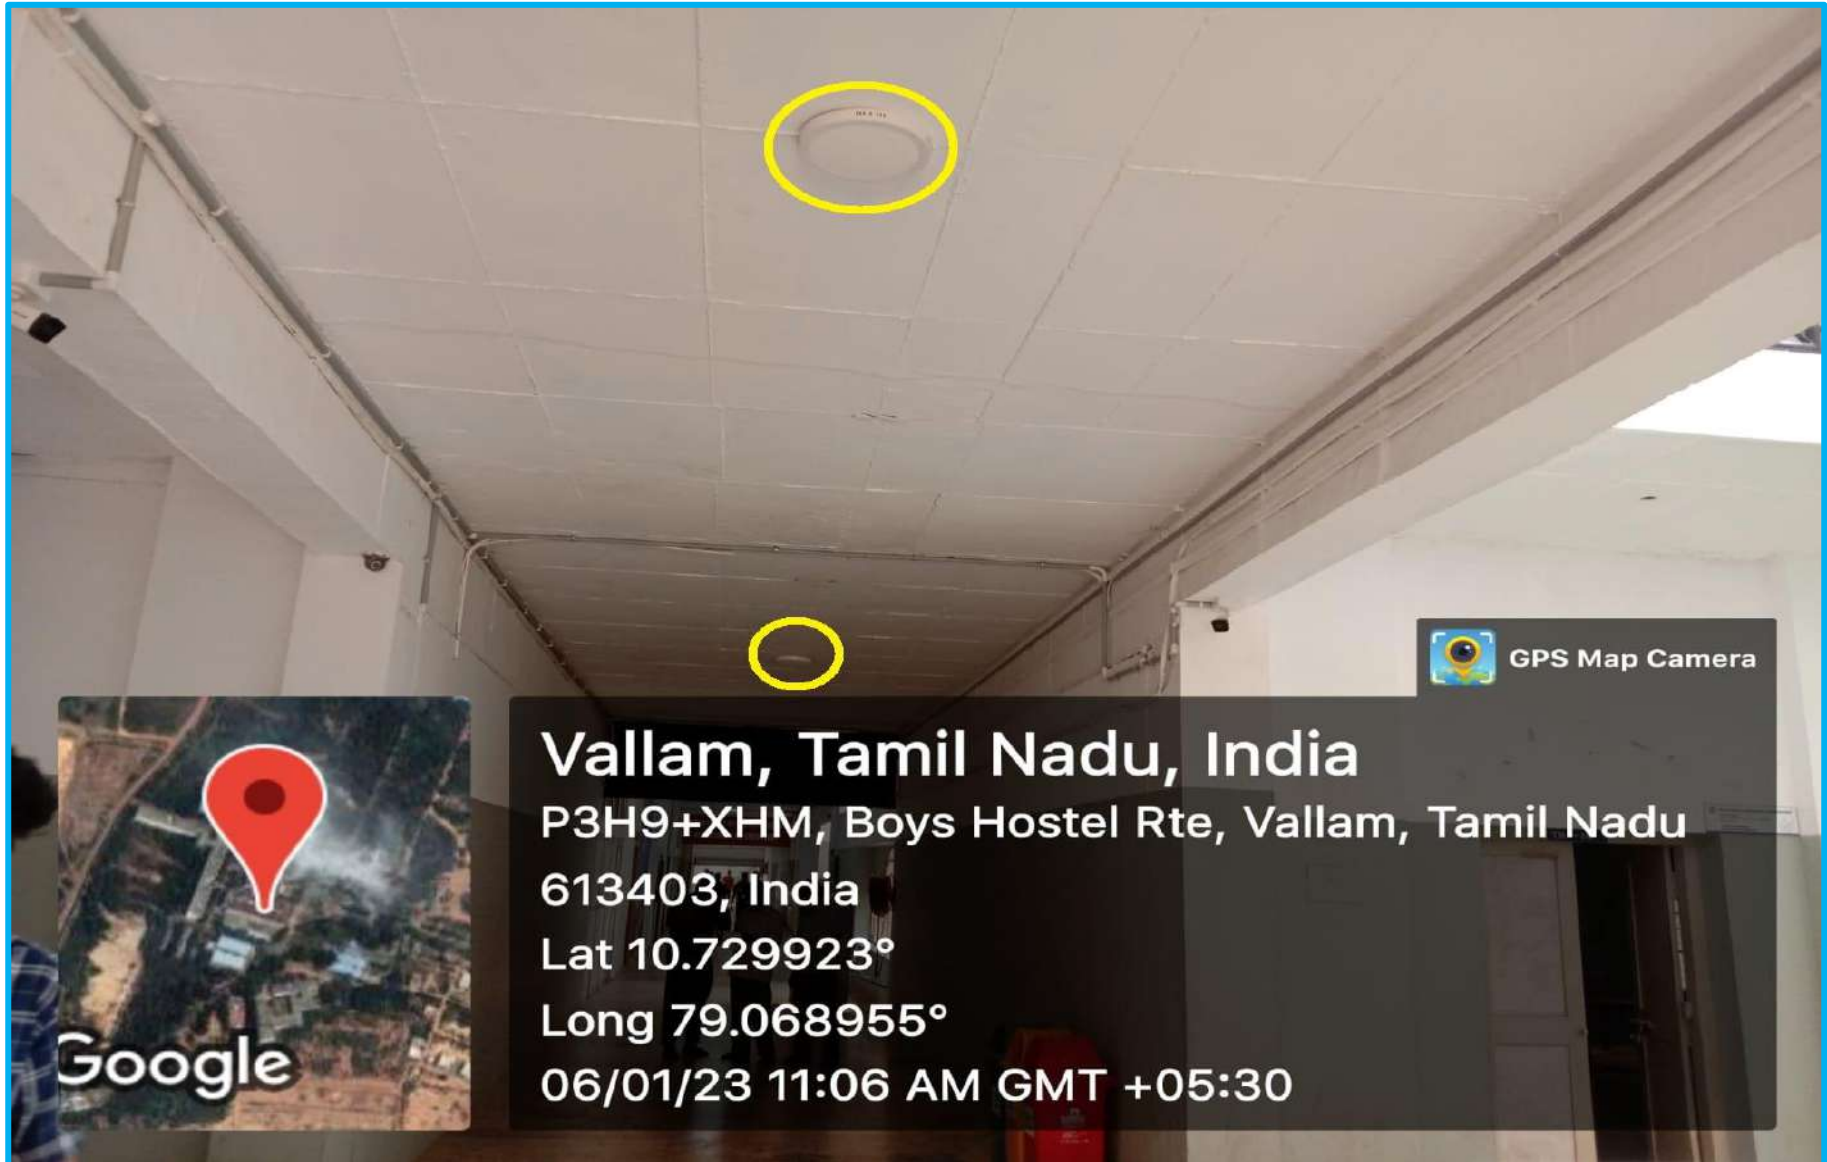 GPS Map Camera
Vallam, Tamil Nadu, India
P3H9+XHM, Boys Hostel Rte, Vallam, Tamil Nadu
613403, India
Lat 10.729923°
Long 79.068955°
06/01/23 11:06 AM GMT +05:30
Google